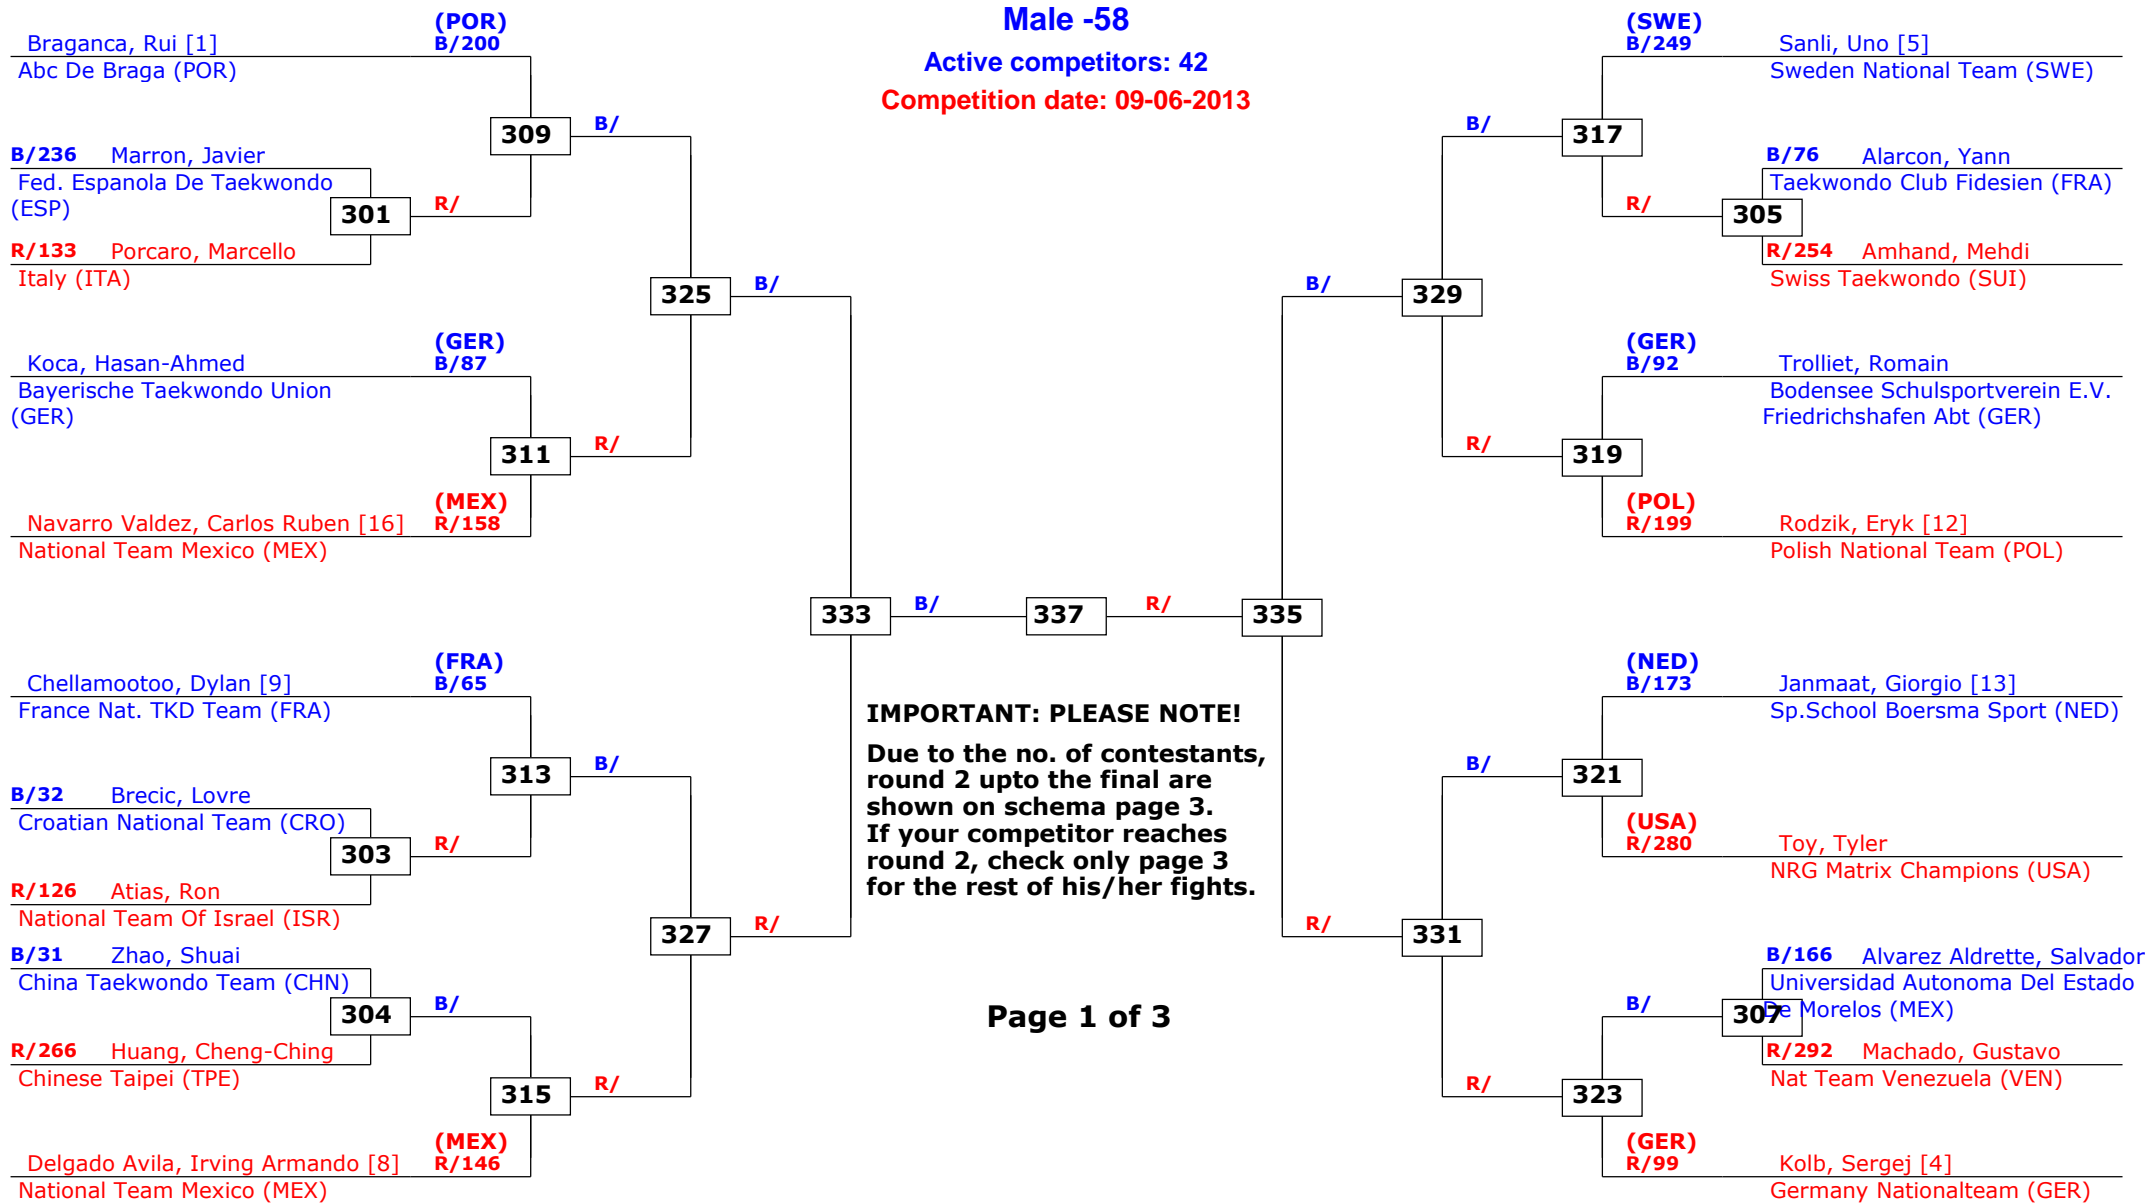 Male -58
Active competitors: 42
Competition date: 09-06-2013
(POR)
Braganca, Rui [1] B/200
Abc De Braga (POR)
309 B/
B/236 Marron, Javier
Fed. Espanola De Taekwondo
(ESP)
301 R/
R/133 Porcaro, Marcello
Italy (ITA)
325 B/
(GER)
Koca, Hasan-Ahmed B/87
Bayerische Taekwondo Union
(GER)
311 R/
(MEX)
Navarro Valdez, Carlos Ruben [16] R/158
National Team Mexico (MEX)
333 B/ 337 R/ 335
(FRA)
Chellamootoo, Dylan [9] B/65
France Nat. TKD Team (FRA)
313 B/
B/32 Brecic, Lovre
Croatian National Team (CRO)
303 R/
R/126 Atias, Ron
National Team Of Israel (ISR)
327 R/
B/31 Zhao, Shuai
China Taekwondo Team (CHN)
304 B/
R/266 Huang, Cheng-Ching
Chinese Taipei (TPE)
315 R/
(MEX)
Delgado Avila, Irving Armando [8] R/146
National Team Mexico (MEX)
IMPORTANT: PLEASE NOTE!
Due to the no. of contestants,
round 2 upto the final are
shown on schema page 3.
If your competitor reaches
round 2, check only page 3
for the rest of his/her fights.
Page 1 of 3
(SWE)
B/249 Sanli, Uno [5]
Sweden National Team (SWE)
B/ 317
B/76 Alarcon, Yann
Taekwondo Club Fidesien (FRA)
R/ 305
R/254 Amhand, Mehdi
Swiss Taekwondo (SUI)
B/ 329
(GER)
B/92 Trolliet, Romain
Bodensee Schulsportverein E.V.
Friedrichshafen Abt (GER)
R/ 319
(POL)
R/199 Rodzik, Eryk [12]
Polish National Team (POL)
(NED)
B/173 Janmaat, Giorgio [13]
Sp.School Boersma Sport (NED)
B/ 321
(USA)
R/280 Toy, Tyler
NRG Matrix Champions (USA)
R/ 331
B/166 Alvarez Aldrette, Salvador
Universidad Autonoma Del Estado
De Morelos (MEX)
B/ 307
R/292 Machado, Gustavo
Nat Team Venezuela (VEN)
R/ 323
(GER)
R/99 Kolb, Sergej [4]
Germany Nationalteam (GER)